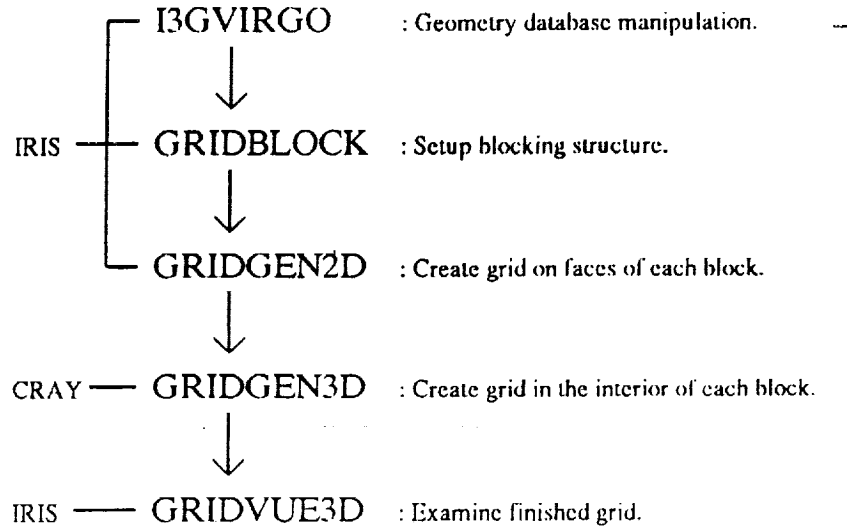 I3GVIRGO : Geometry database manipulation.
IRIS GRIDBLOCK : Setup blocking structure.
GRIDGEN2D : Create grid on faces of each block.
CRAY GRIDGEN3D : Create grid in the interior of each block.
IRIS GRIDVUE3D : Examine finished grid.